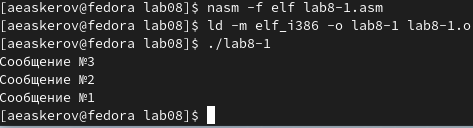 [aeaskerov@fedora lab08]$ nasm -f elf lab8-1.asm
[aeaskerov@fedora lab08]$ ld -m elf_i386 -o lab8-1 lab8-1.o
[aeaskerov@fedora lab08]$ ./lab8-1
Сообщение №3
Сообщение №2
Сообщение №1
[aeaskerov@fedora lab08]$